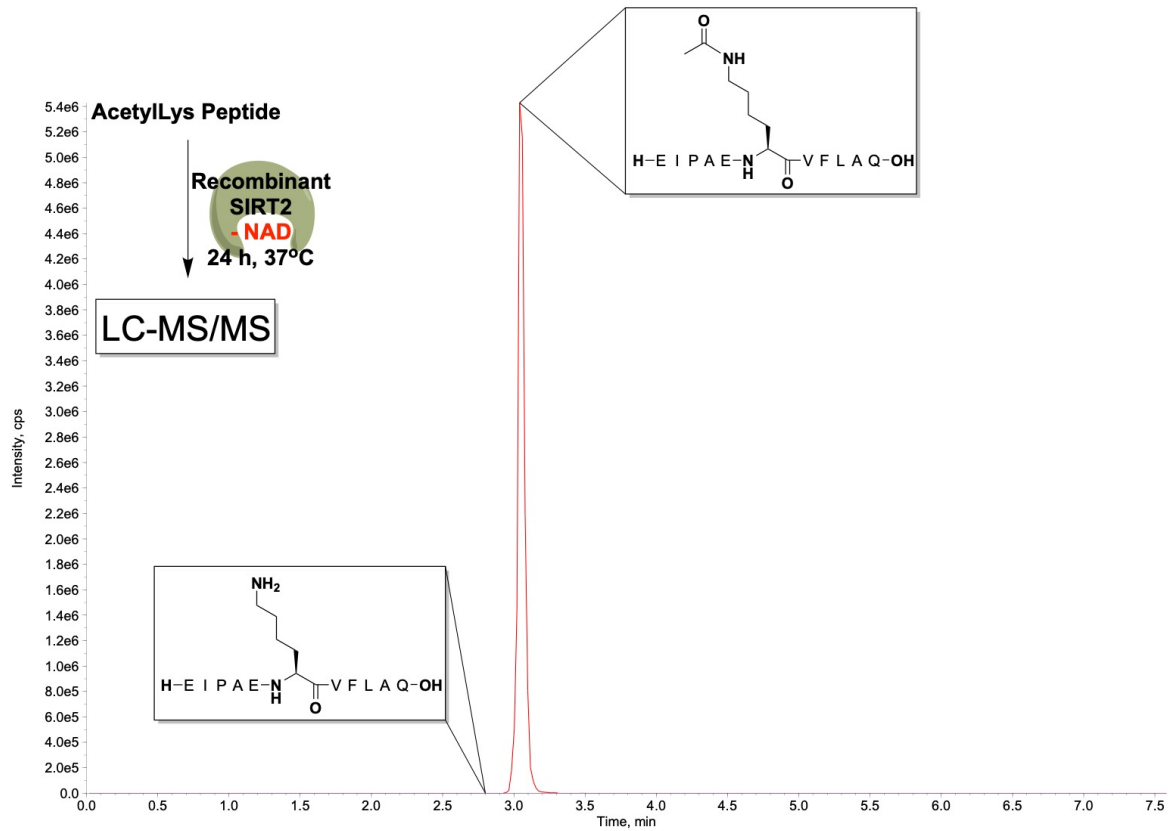 AcetylLys Peptide
Recombinant
SIRT2
- NAD
24 h, 37°C
LC-MS/MS
O
NH
H–E I P A E–N
H
O
V F L A Q–OH
NH2
H–E I P A E–N
H
O
V F L A Q–OH
Intensity, cps
5.4e6
5.2e6
5.0e6
4.8e6
4.6e6
4.4e6
4.2e6
4.0e6
3.8e6
3.6e6
3.4e6
3.2e6
3.0e6
2.8e6
2.6e6
2.4e6
2.2e6
2.0e6
1.8e6
1.6e6
1.4e6
1.2e6
1.0e6
8.0e5
6.0e5
4.0e5
2.0e5
0.0
0.0 0.5 1.0 1.5 2.0 2.5 3.0 3.5 4.0 4.5 5.0 5.5 6.0 6.5 7.0 7.5
Time, min